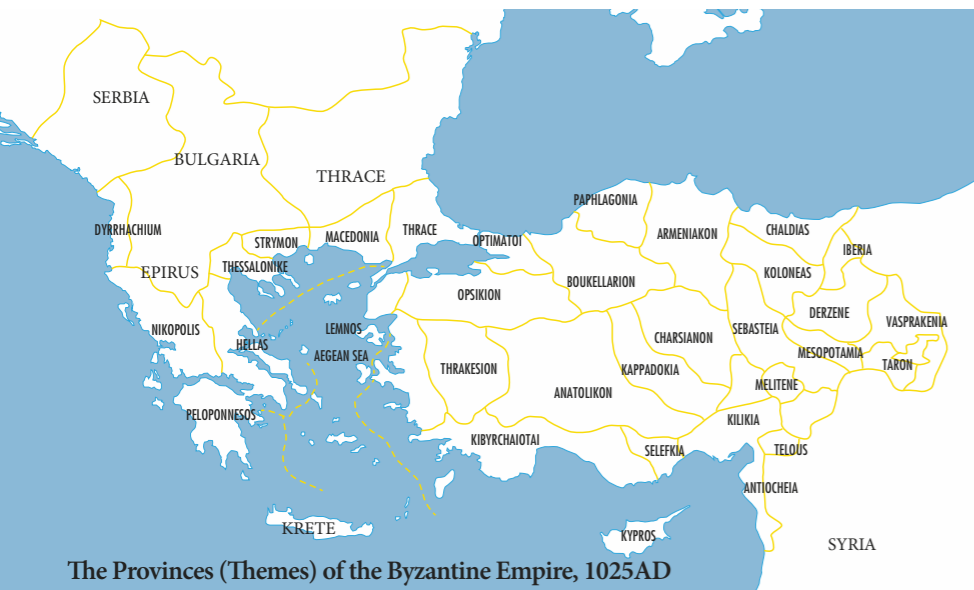 SERBIA
BULGARIA
THRACE
PAPHLAGONIA
DYRRHACHIUM
STRYMON
MACEDONIA
THRACE
OPTIMATOI
ARMENIAKON
CHALDIAS
IBERIA
EPIRUS
THESSALONIKE
OPSIKION
BOUKELLARION
KOLONEAS
DERZENE
VASPRAKENIA
NIKOPOLIS
HELLAS
LEMNOS
AEGEAN SEA
CHARSIANON
SEBASTEIA
MESOPOTAMIA
TARON
THRAKESION
KAPPADOKIA
ANATOLIKON
MELITENE
PELOPONNESOS
KILIKIA
KIBYRCHAIOTAI
SELEFKIA
TELOUS
ANTIOCHEIA
KRETE
KYPROS
SYRIA
The Provinces (Themes) of the Byzantine Empire, 1025AD